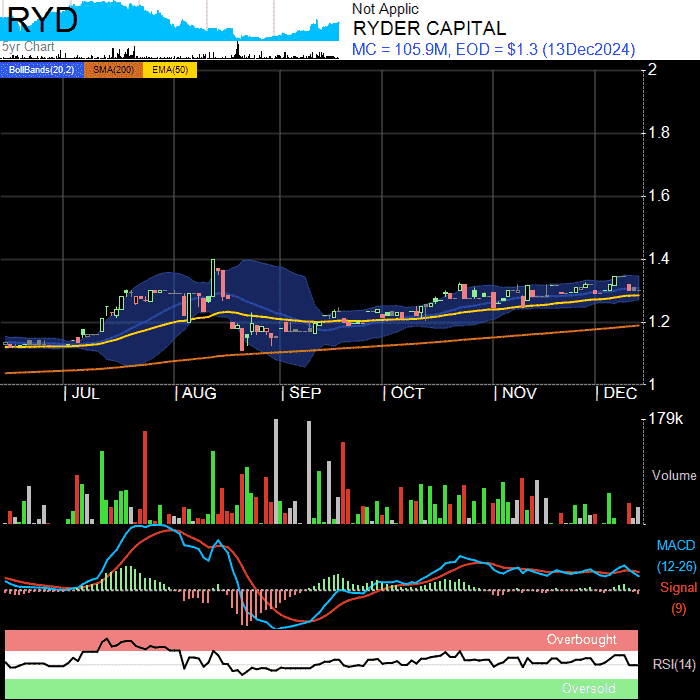 RYD
5yr Chart
Not Applic
RYDER CAPITAL
MC = 105.9M, EOD = $1.3 (13Dec2024)
BollBands(20,2) SMA(200) EMA(50)
2
1.8
1.6
1.4
1.2
1
JUL AUG SEP OCT NOV DEC
179k
Volume
MACD
(12-26)
Signal
(9)
Overbought
RSI(14)
Oversold